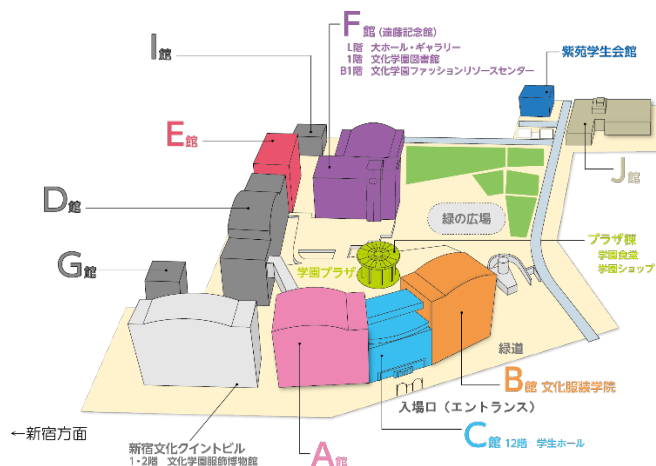 F館 (遠藤記念館)
L階 大ホール・ギャラリー
1階 文化学園図書館
B1階 文化学園ファッションリソースセンター
I館
紫苑学生会館
E館
J館
D館
緑の広場
プラザ棟
学園食堂
学園ショップ
G館
学園プラザ
緑道
B館 文化服装学院
入場口（エントランス）
←新宿方面
新宿文化クイントビル
1・2階 文化学園服飾博物館
A館
C館 12階 学生ホール